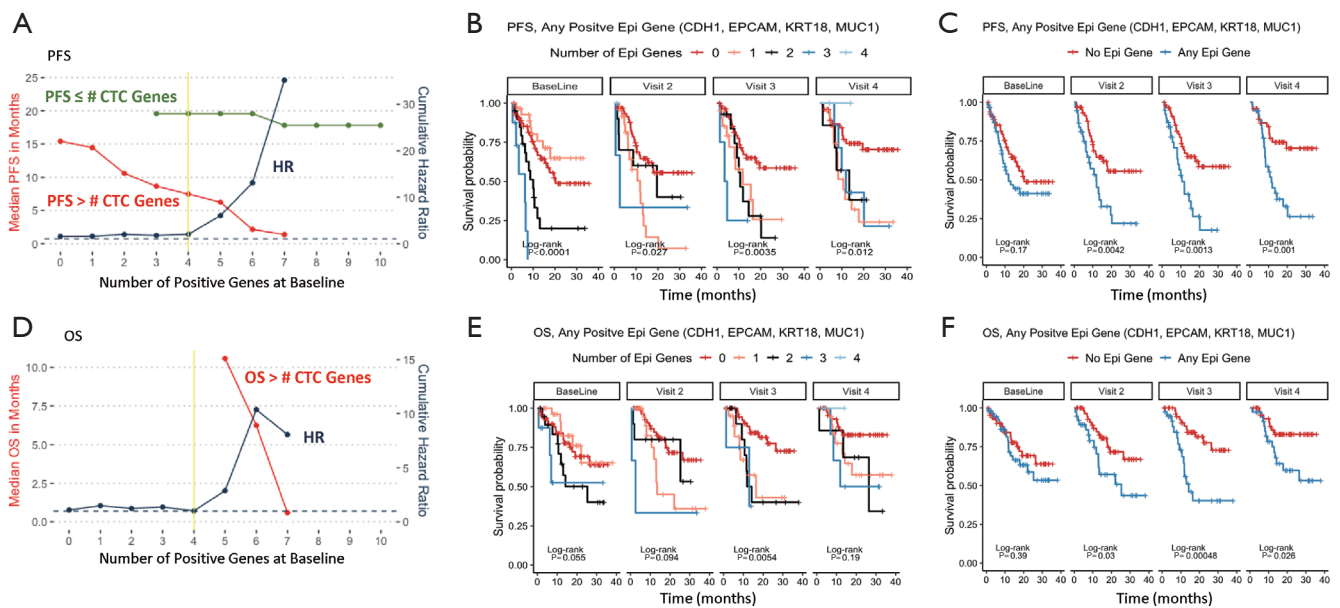 A
PFS
25
20
15
10
5
0
Median PFS in Months
PFS ≤ # CTC Genes
PFS > # CTC Genes
HR
30
20
10
0
Cumulative Hazard Ratio
0 1 2 3 4 5 6 7 8 9 10
Number of Positive Genes at Baseline
B
PFS, Any Positve Epi Gene (CDH1, EPCAM, KRT18, MUC1)
Number of Epi Genes 0 1 2 3 4
BaseLine Visit 2 Visit 3 Visit 4
Survival probability
1.00
0.75
0.50
0.25
0.00
Log-rank
P<0.0001
Log-rank
P=0.027
Log-rank
P=0.0035
Log-rank
P=0.012
0 10 20 30 40 0 10 20 30 40 0 10 20 30 40 0 10 20 30 40
Time (months)
C
PFS, Any Positve Epi Gene (CDH1, EPCAM, KRT18, MUC1)
No Epi Gene Any Epi Gene
BaseLine Visit 2 Visit 3 Visit 4
Survival probability
1.00
0.75
0.50
0.25
0.00
Log-rank
P=0.17
Log-rank
P=0.0042
Log-rank
P=0.0013
Log-rank
P=0.001
0 10 20 30 40 0 10 20 30 40 0 10 20 30 40 0 10 20 30 40
Time (months)
D
OS
10.0
7.5
5.0
2.5
0.0
Median OS in Months
OS > # CTC Genes
HR
15
10
5
0
Cumulative Hazard Ratio
0 1 2 3 4 5 6 7 8 9 10
Number of Positive Genes at Baseline
E
OS, Any Positve Epi Gene (CDH1, EPCAM, KRT18, MUC1)
Number of Epi Genes 0 1 2 3 4
BaseLine Visit 2 Visit 3 Visit 4
Survival probability
1.00
0.75
0.50
0.25
0.00
Log-rank
P=0.055
Log-rank
P=0.094
Log-rank
P=0.0054
Log-rank
P=0.19
0 10 20 30 40 0 10 20 30 40 0 10 20 30 40 0 10 20 30 40
Time (months)
F
OS, Any Positve Epi Gene (CDH1, EPCAM, KRT18, MUC1)
No Epi Gene Any Epi Gene
BaseLine Visit 2 Visit 3 Visit 4
Survival probability
1.00
0.75
0.50
0.25
0.00
Log-rank
P=0.39
Log-rank
P=0.03
Log-rank
P=0.00048
Log-rank
P=0.026
0 10 20 30 40 0 10 20 30 40 0 10 20 30 40 0 10 20 30 40
Time (months)